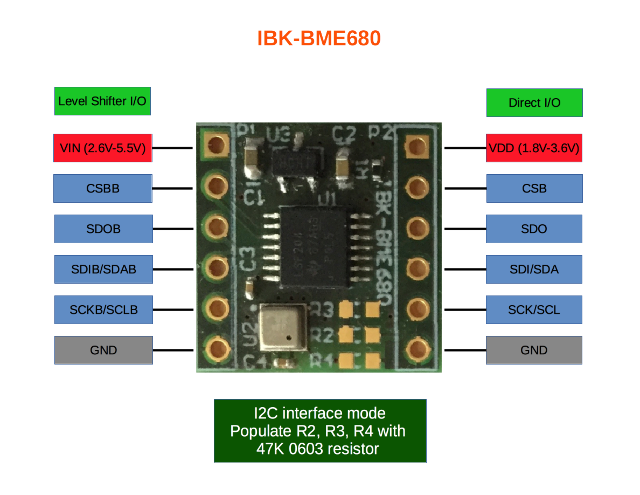 IBK-BME680
Level Shifter I/O
Direct I/O
VIN (2.6V-5.5V)
VDD (1.8V-3.6V)
CSBB
CSB
SDOB
SDO
SDIB/SDAB
SDI/SDA
SCKB/SCLB
SCK/SCL
GND
GND
P1
U3
C2
P2
R1
C1
U1
IBK-BME680
C3
R3
U2
R2
C4
R4
I2C interface mode
Populate R2, R3, R4 with
47K 0603 resistor